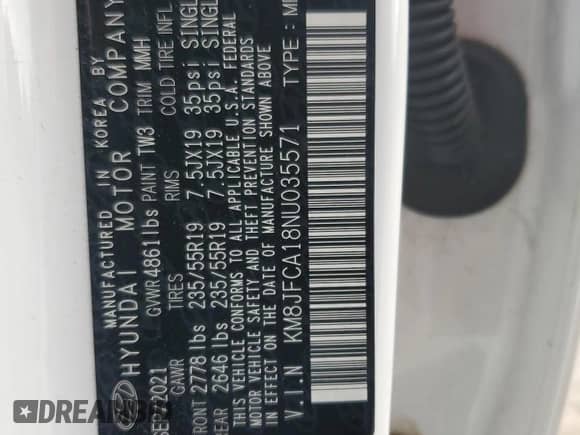 MANUFACTURED IN KOREA BY
HYUNDAI MOTOR COMPANY
SEP GVWR 4861lbs PAINT TW3 TRIM MMH
GAWR TIRES RIMS COLD TIRE INFL
FRONT 2778 lbs 235/55R19 7.5JX19 35psi SINGL
REAR 2646 lbs 235/55R19 7.5JX19 35psi SINGL
THIS VEHICLE CONFORMS TO ALL APPLICABLE U.S.A. FEDERAL
MOTOR VEHICLE SAFETY AND THEFT PREVENTION STANDARDS
IN EFFECT ON THE DATE OF MANUFACTURE SHOWN ABOVE
V.I.N KM8JFCA18NU035571 TYPE: